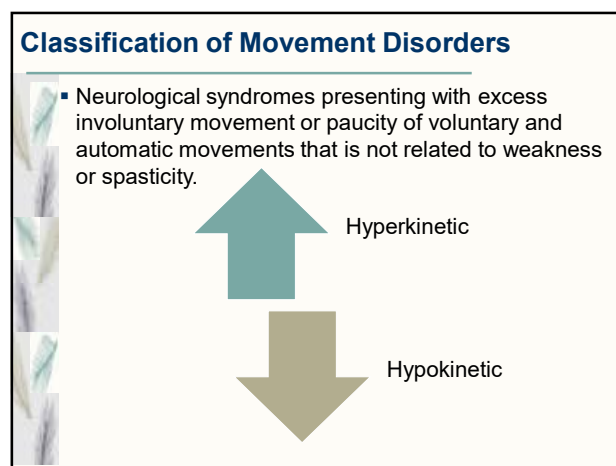 Classification of Movement Disorders
▪ Neurological syndromes presenting with excess
involuntary movement or paucity of voluntary and
automatic movements that is not related to weakness
or spasticity.
Hyperkinetic
Hypokinetic